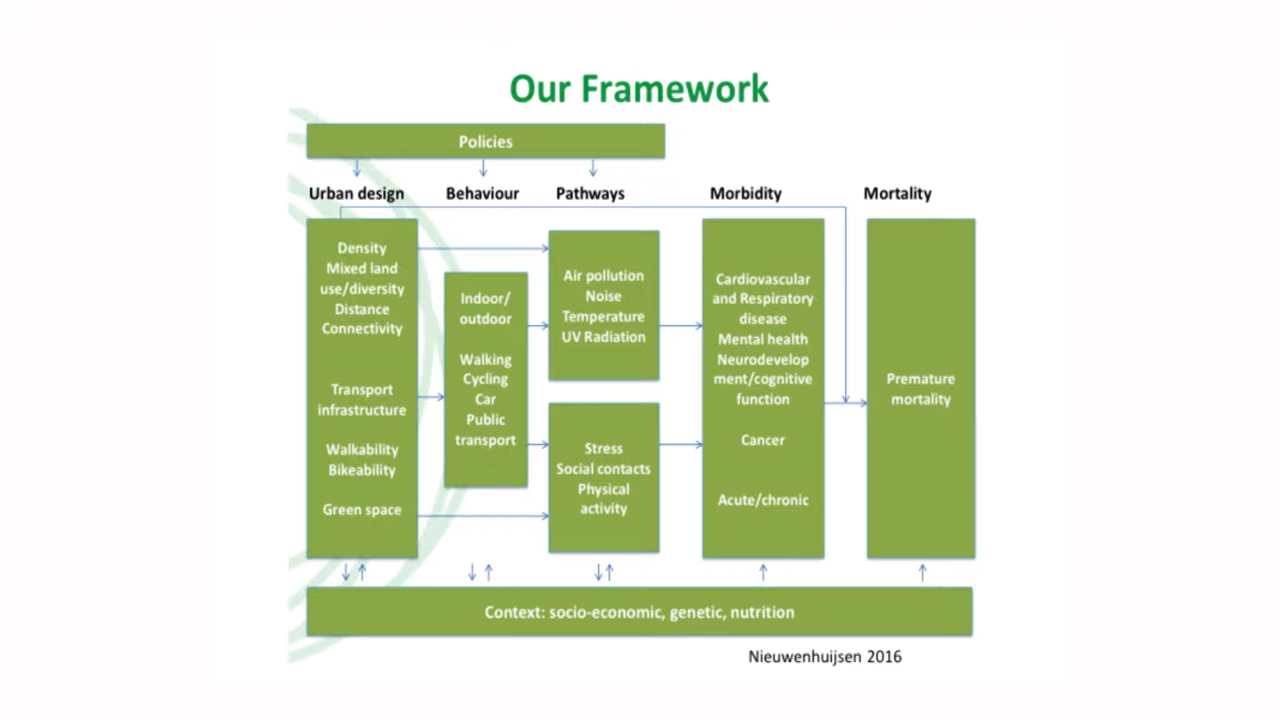 Our Framework
Policies
Urban design
Behaviour
Pathways
Morbidity
Mortality
Density
Mixed land
use/diversity
Distance
Connectivity
Transport
infrastructure
Walkability
Bikeability
Green space
Indoor/
outdoor
Walking
Cycling
Car
Public
transport
Air pollution
Noise
Temperature
UV Radiation
Stress
Social contacts
Physical
activity
Cardiovascular
and Respiratory
disease
Mental health
Neurodevelop
ment/cognitive
function
Cancer
Acute/chronic
Premature
mortality
Context: socio-economic, genetic, nutrition
Nieuwenhuijsen 2016